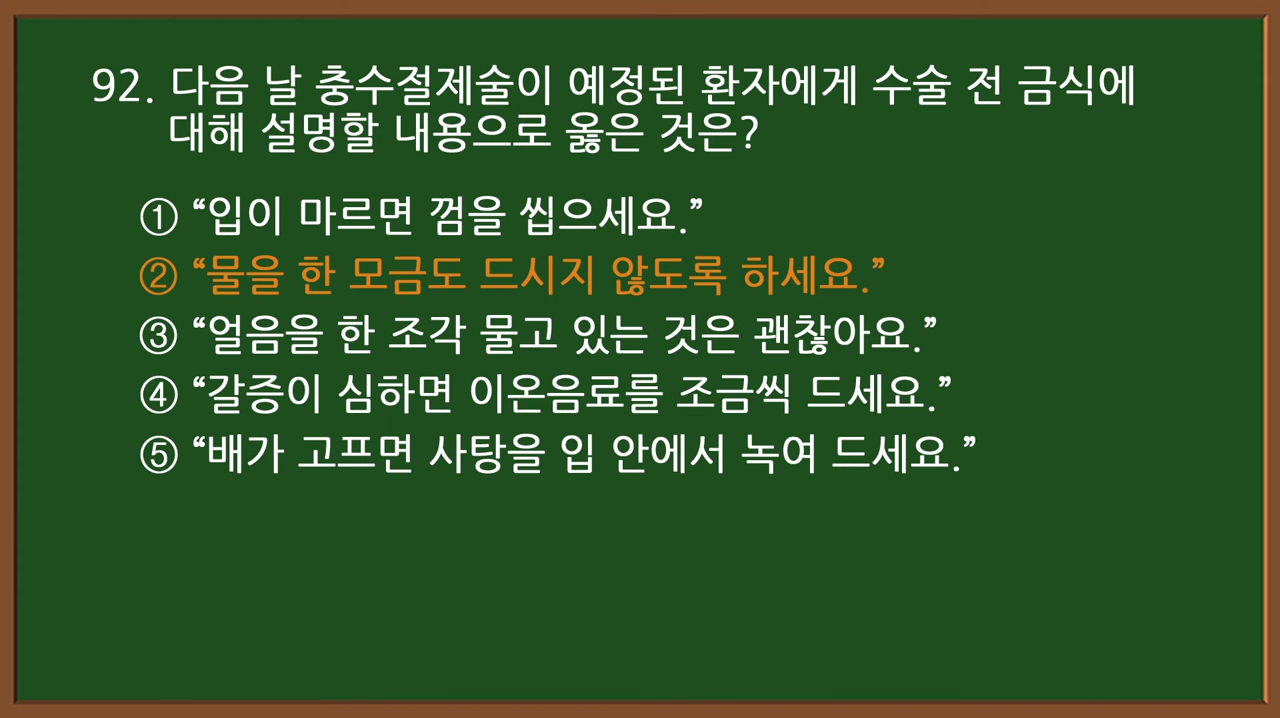 92. 다음 날 충수절제술이 예정된 환자에게 수술 전 금식에
대해 설명할 내용으로 옳은 것은?
① “입이 마르면 껌을 씹으세요.”
② “물을 한 모금도 드시지 않도록 하세요.”
③ “얼음을 한 조각 물고 있는 것은 괜찮아요.”
④ “갈증이 심하면 이온음료를 조금씩 드세요.”
⑤ “배가 고프면 사탕을 입 안에서 녹여 드세요.”